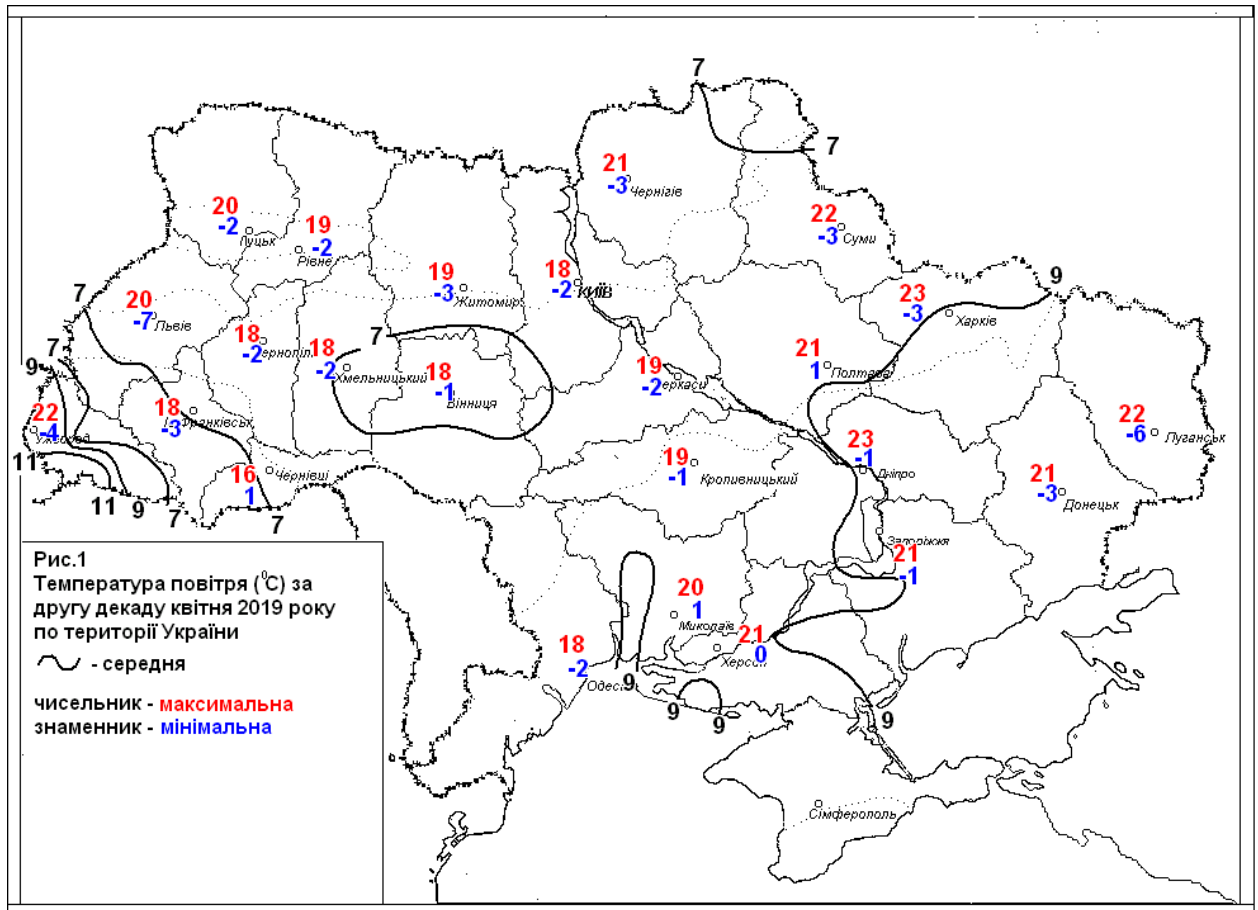 7
7
21
-3
Чернігів
22
-3
Суми
20
-2
Луцьк
19
-2
Рівне
19
-3
Житомир
18
-2
КИЇВ
9
23
-3
Харків
7
20
-7
Львів
18
-2
Тернопіль
7
18
-2
Хмельницький
18
-1
Вінниця
19
-2
Черкаси
21
1
Полтава
7
9
22
-4
Ужгород
18
-3
І.Франківськ
22
-6
Луганськ
23
-1
Дніпро
19
-1
Кропивницький
21
-3
Донецьк
11
16
1
Чернівці
11
9
7
7
Запоріжжя
21
-1
20
1
Миколаїв
21
0
Херсон
18
-2
Одеса
9
9
9
9
Сімферополь
Рис.1
Температура повітря (⁰С) за
другу декаду квітня 2019 року
по території України
- середня
чисельник - максимальна
знаменник - мінімальна